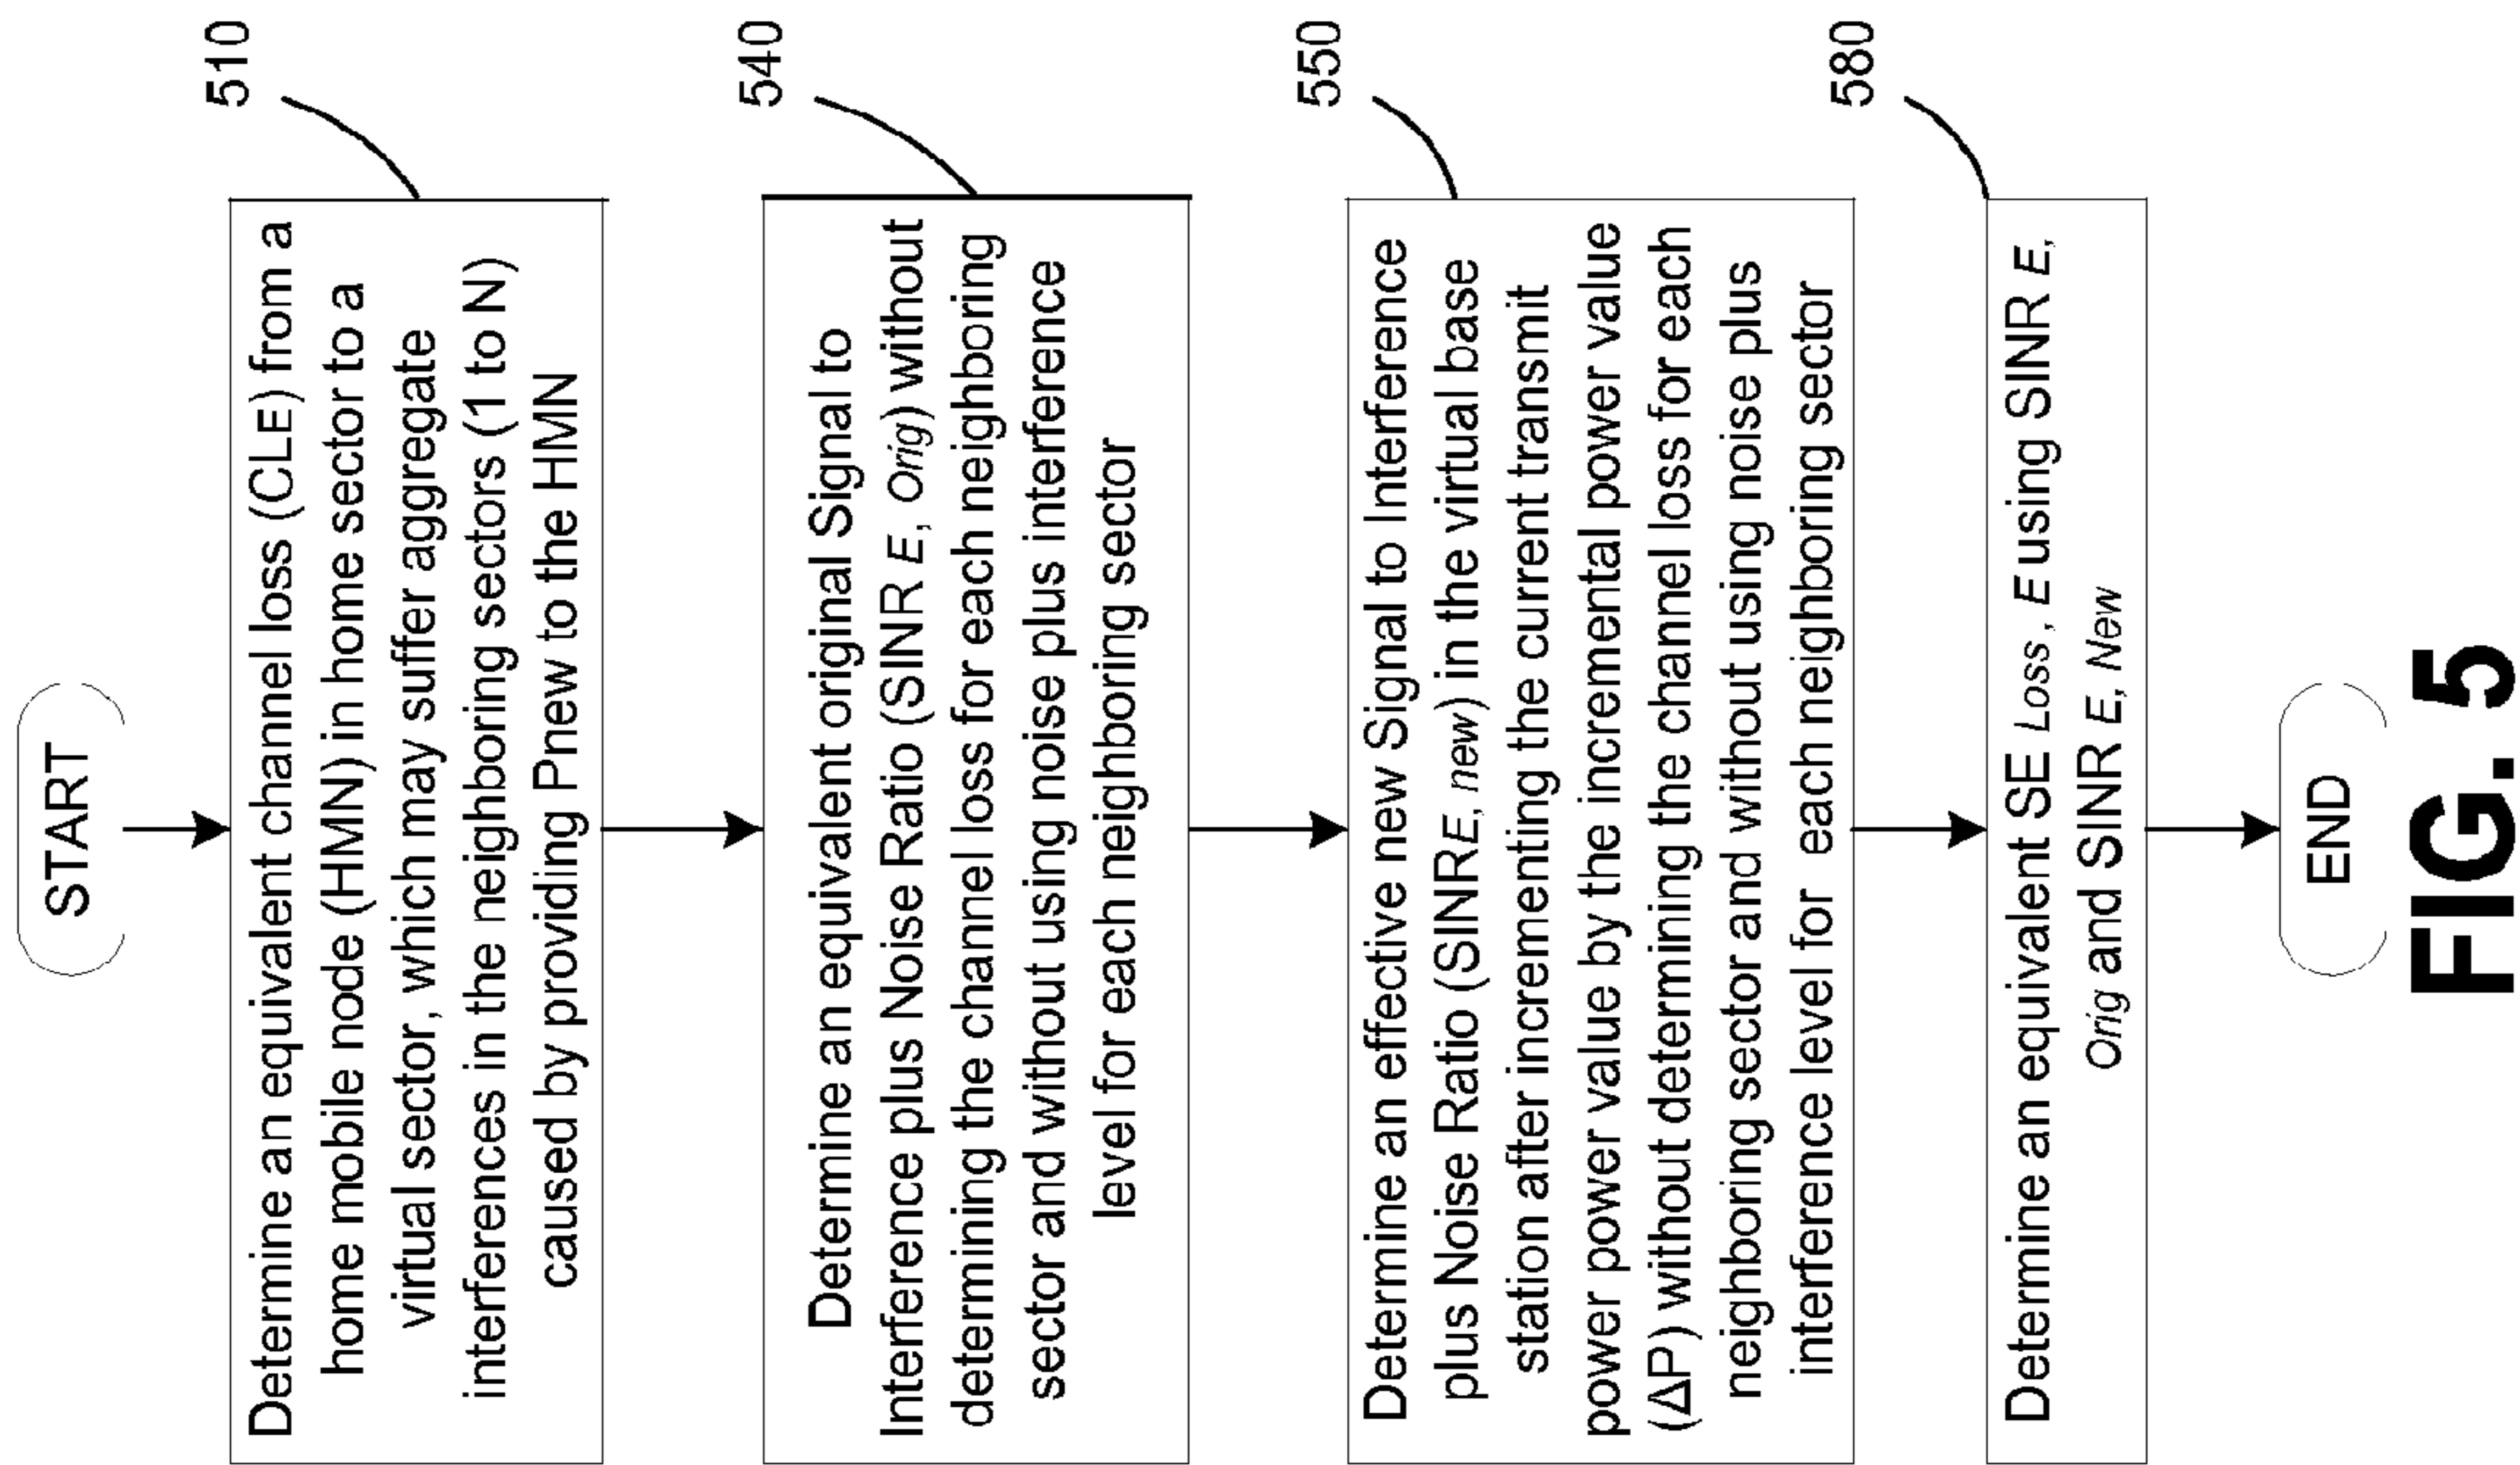 START
510
Determine an equivalent channel loss (CLE) from a
home mobile node (HMN) in home sector to a
virtual sector, which may suffer aggregate
interferences in the neighboring sectors (1 to N)
caused by providing Pnew to the HMN
540
Determine an equivalent original Signal to
Interference plus Noise Ratio (SINR E, Orig) without
determining the channel loss for each neighboring
sector and without using noise plus interference
level for each neighboring sector
550
Determine an effective new Signal to Interference
plus Noise Ratio (SINRE, new) in the virtual base
station after incrementing the current transmit
power power value by the incremental power value
(ΔP) without determining the channel loss for each
neighboring sector and without using noise plus
interference level for each neighboring sector
580
Determine an equivalent SE Loss , E using SINR E,
Orig and SINR E, New
END
FIG. 5